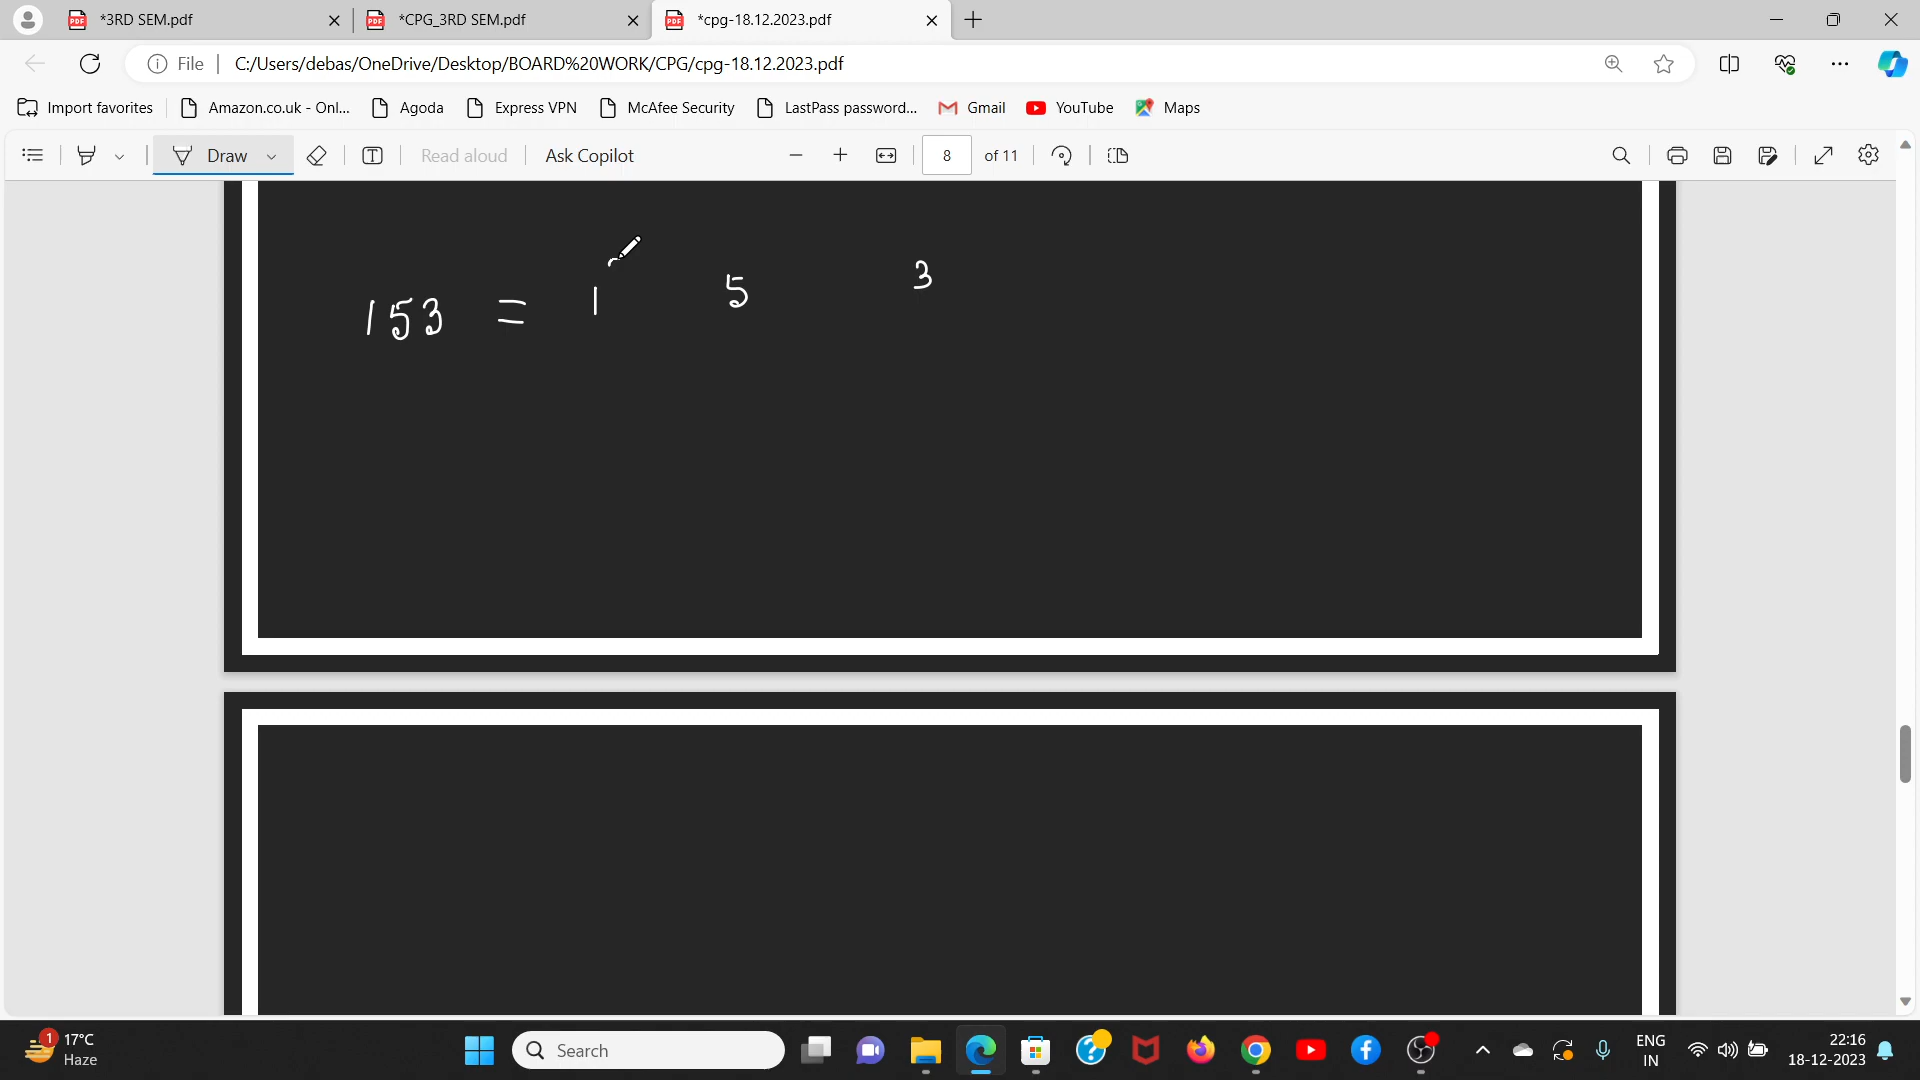 *3RD SEM.pdf
*CPG_3RD SEM.pdf
*cpg-18.12.2023.pdf
File
C:/Users/debas/OneDrive/Desktop/BOARD%20WORK/CPG/cpg-18.12.2023.pdf
Import favorites
Amazon.co.uk - Onl...
Agoda
Express VPN
McAfee Security
LastPass password...
Gmail
YouTube
Maps
Draw
Read aloud
Ask Copilot
8
of 11
153 = 1 5 3
1
17°C
Haze
Search
ENG
IN
22:16
18-12-2023